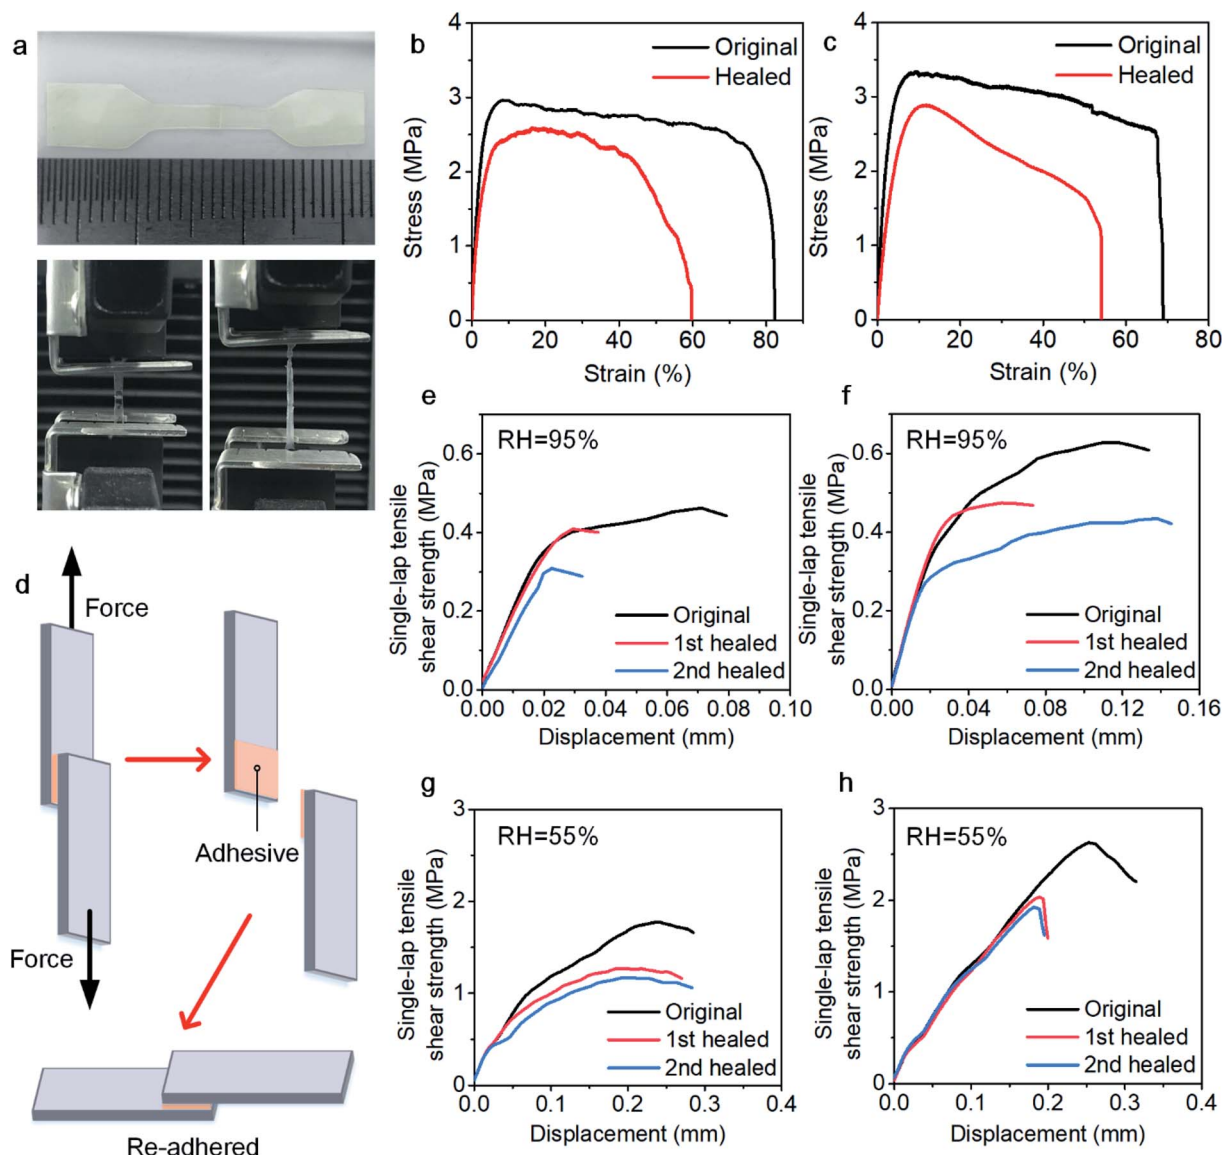 a
b
4
3
2
1
0
Stress (MPa)
Original
Healed
0
20
40
60
80
Strain (%)
c
4
3
2
1
0
Stress (MPa)
Original
Healed
0
20
40
60
80
Strain (%)
d
Force
Adhesive
Force
Re-adhered
e
RH=95%
0.6
0.4
0.2
0.0
Single-lap tensile
shear strength (MPa)
Original
1st healed
2nd healed
0.00
0.02
0.04
0.06
0.08
0.10
Displacement (mm)
f
RH=95%
0.6
0.4
0.2
0.0
Single-lap tensile
shear strength (MPa)
Original
1st healed
2nd healed
0.00
0.04
0.08
0.12
0.16
Displacement (mm)
g
RH=55%
3
2
1
0
Single-lap tensile
shear strength (MPa)
Original
1st healed
2nd healed
0.0
0.1
0.2
0.3
0.4
Displacement (mm)
h
RH=55%
3
2
1
0
Single-lap tensile
shear strength (MPa)
Original
1st healed
2nd healed
0.0
0.1
0.2
0.3
0.4
Displacement (mm)